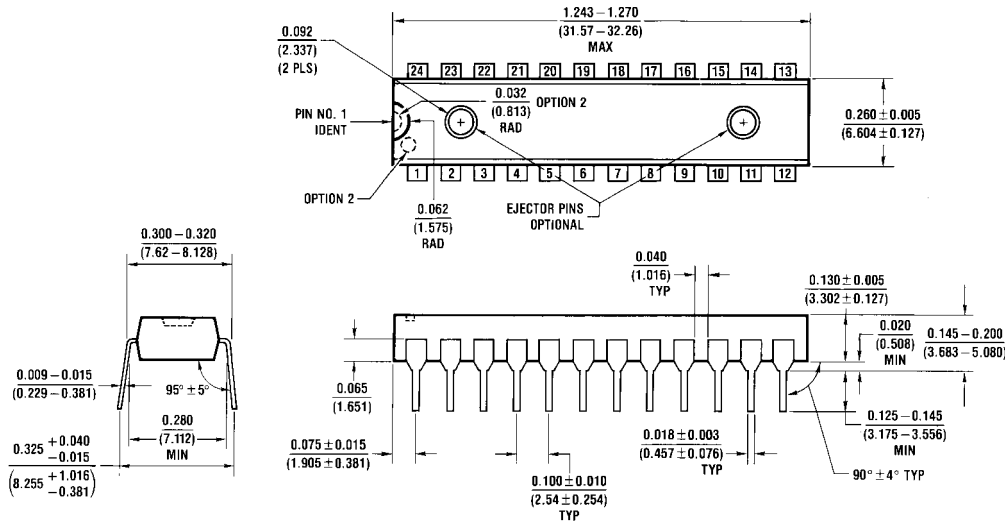 1.243–1.270
(31.57–32.26)
MAX
0.092
(2.337)
(2 PLS)
24 23 22 21 20 19 18 17 16 15 14 13
0.032
(0.813)
RAD
OPTION 2
PIN NO. 1
IDENT
0.260±0.005
(6.604±0.127)
1 2 3 4 5 6 7 8 9 10 11 12
OPTION 2
0.062
(1.575)
RAD
EJECTOR PINS
OPTIONAL
0.300–0.320
(7.62–8.128)
0.040
(1.016)
TYP
0.130±0.005
(3.302±0.127)
0.020
(0.508)
MIN
0.145–0.200
(3.683–5.080)
0.009–0.015
(0.229–0.381)
95°±5°
0.065
(1.651)
0.280
(7.112)
MIN
0.325 +0.040
−0.015
(8.255 +1.016
−0.381)
0.075±0.015
(1.905±0.381)
0.018±0.003
(0.457±0.076)
TYP
0.125–0.145
(3.175–3.556)
MIN
0.100±0.010
(2.54±0.254)
TYP
90°±4° TYP